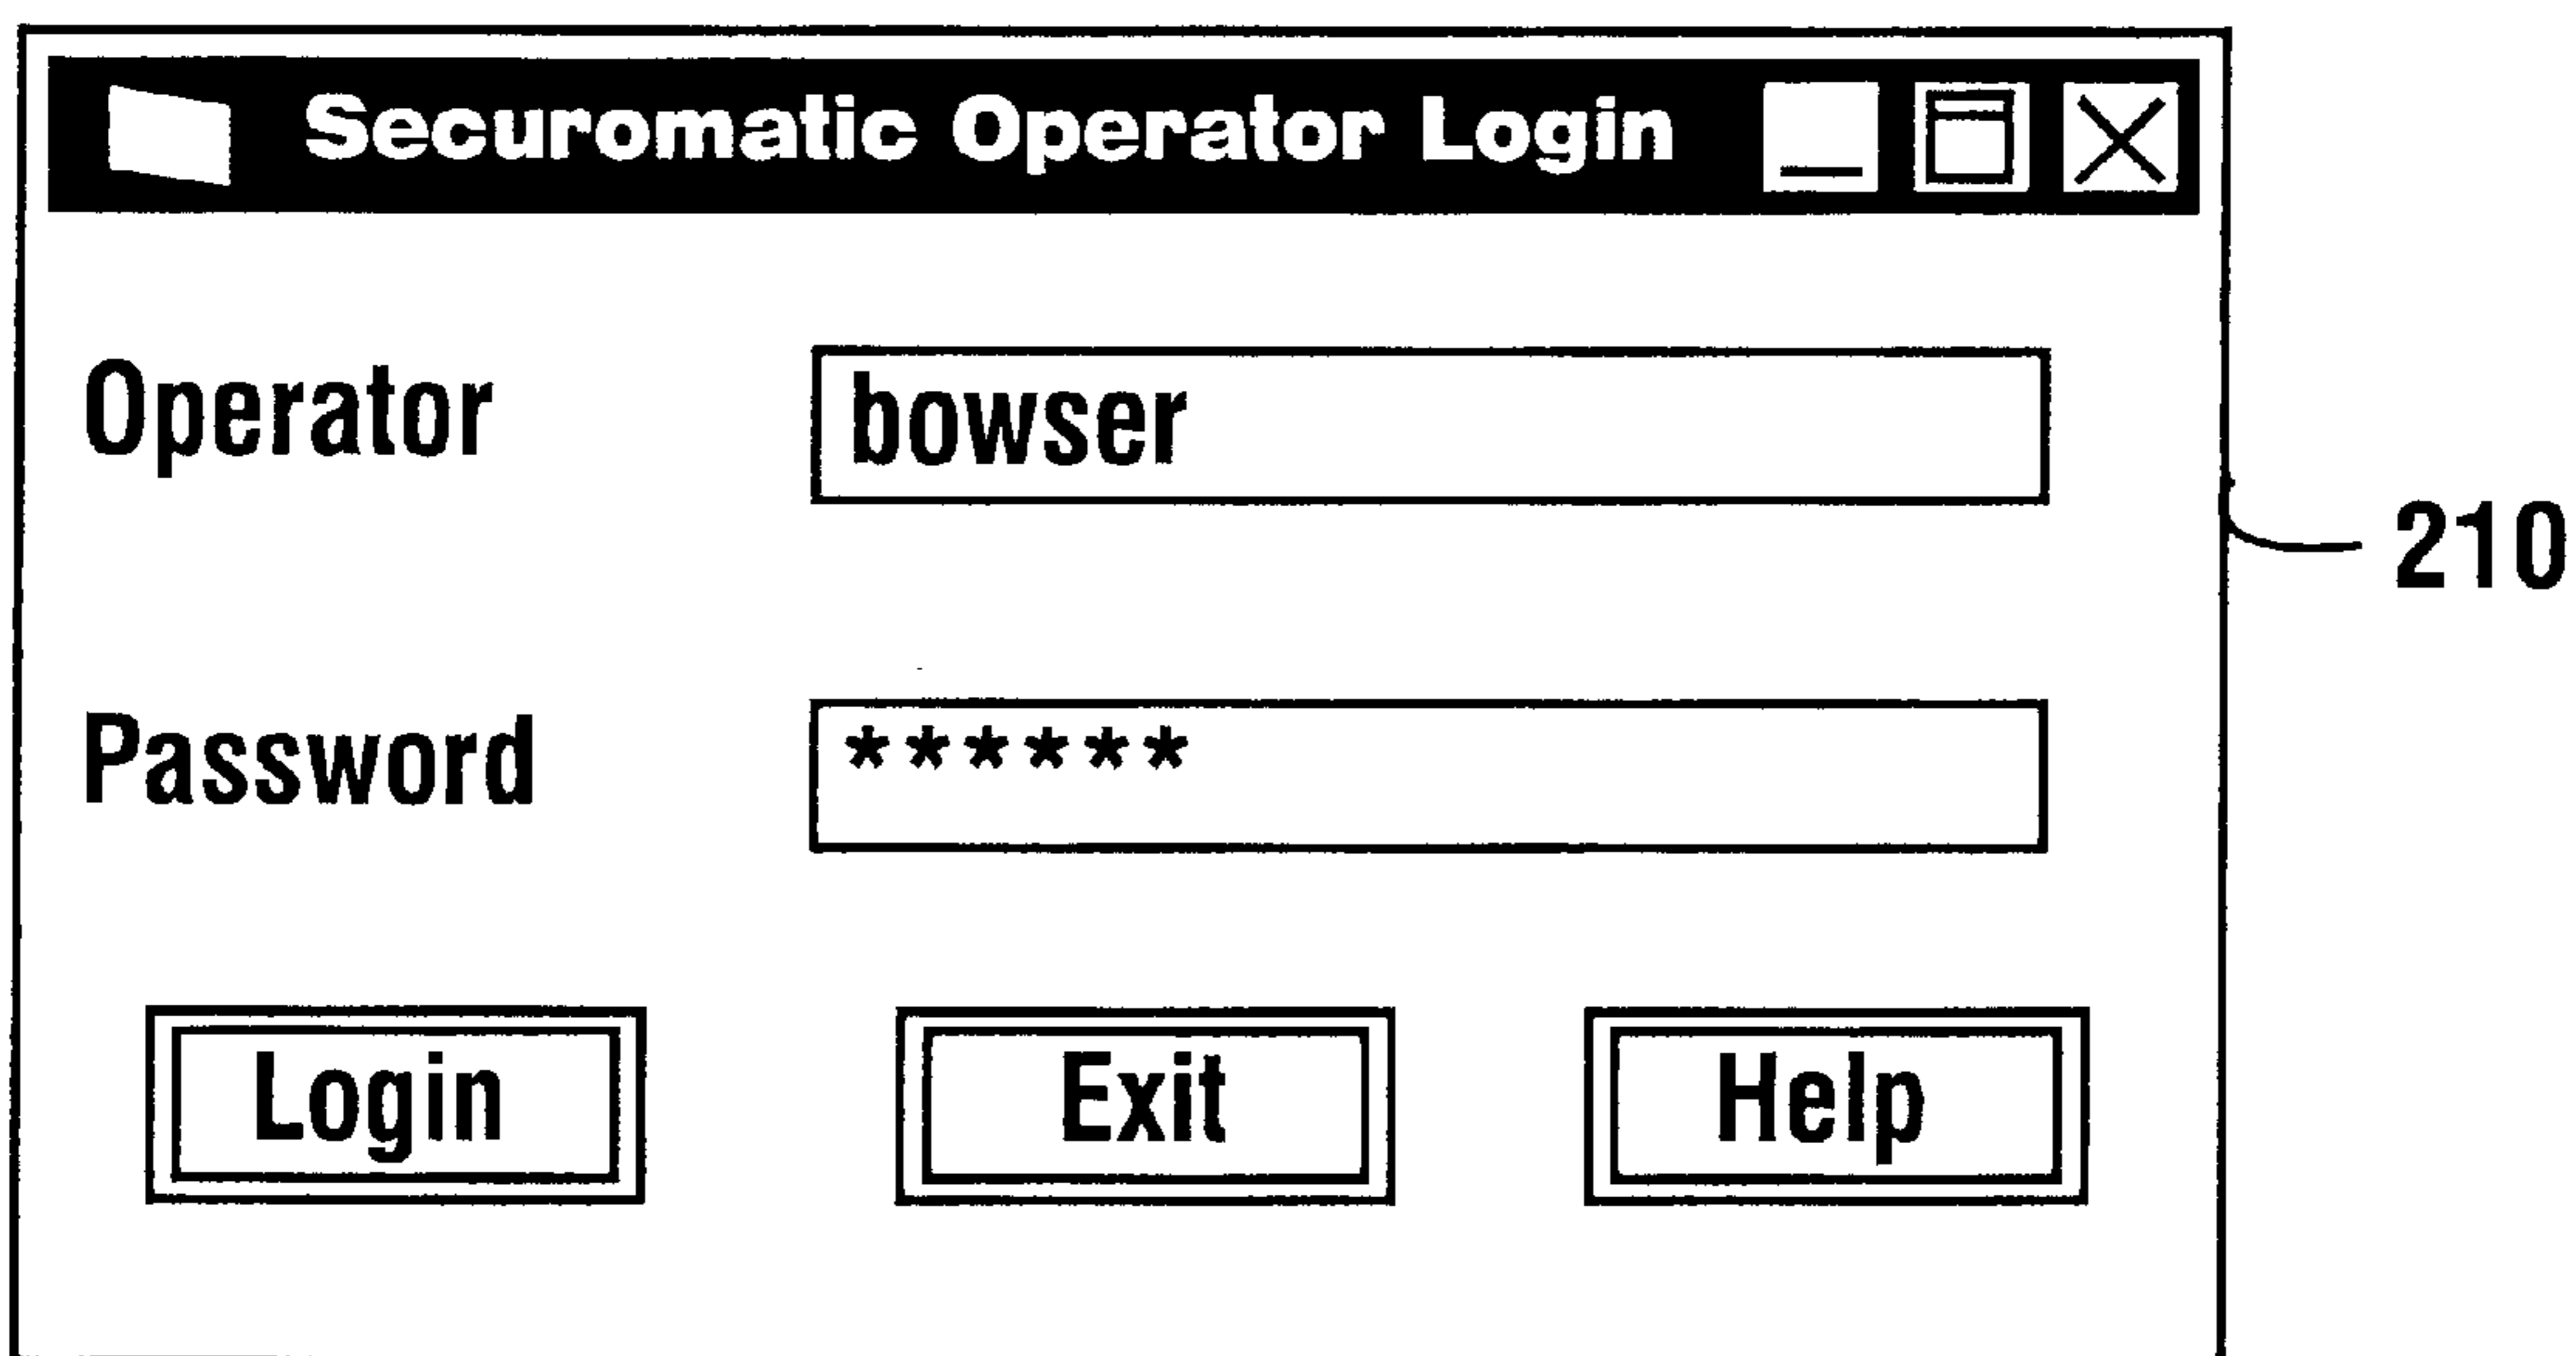 Securomatic Operator Login
Operator bowser
210
Password ******
Login Exit Help